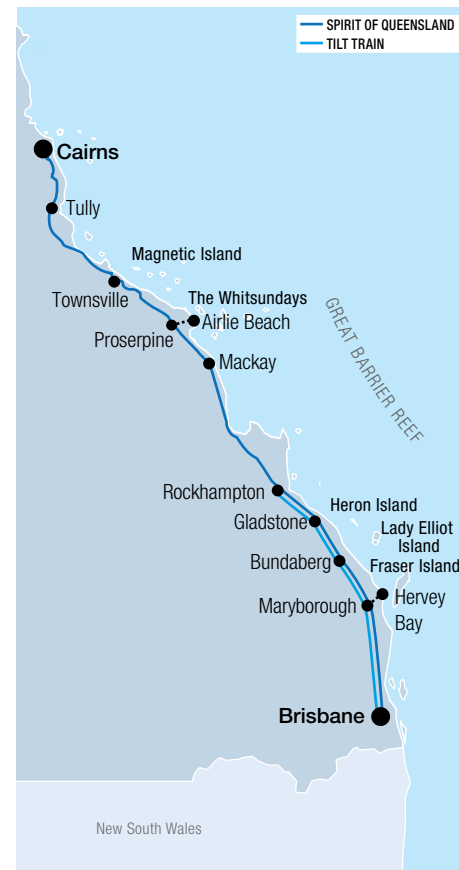 SPIRIT OF QUEENSLAND
TILT TRAIN
Cairns
Tully
Magnetic Island
Townsville
The Whitsundays
Airlie Beach
Proserpine
Mackay
GREAT BARRIER REEF
Rockhampton
Heron Island
Gladstone
Lady Elliot
Island
Bundaberg
Fraser Island
Hervey
Bay
Maryborough
Brisbane
New South Wales